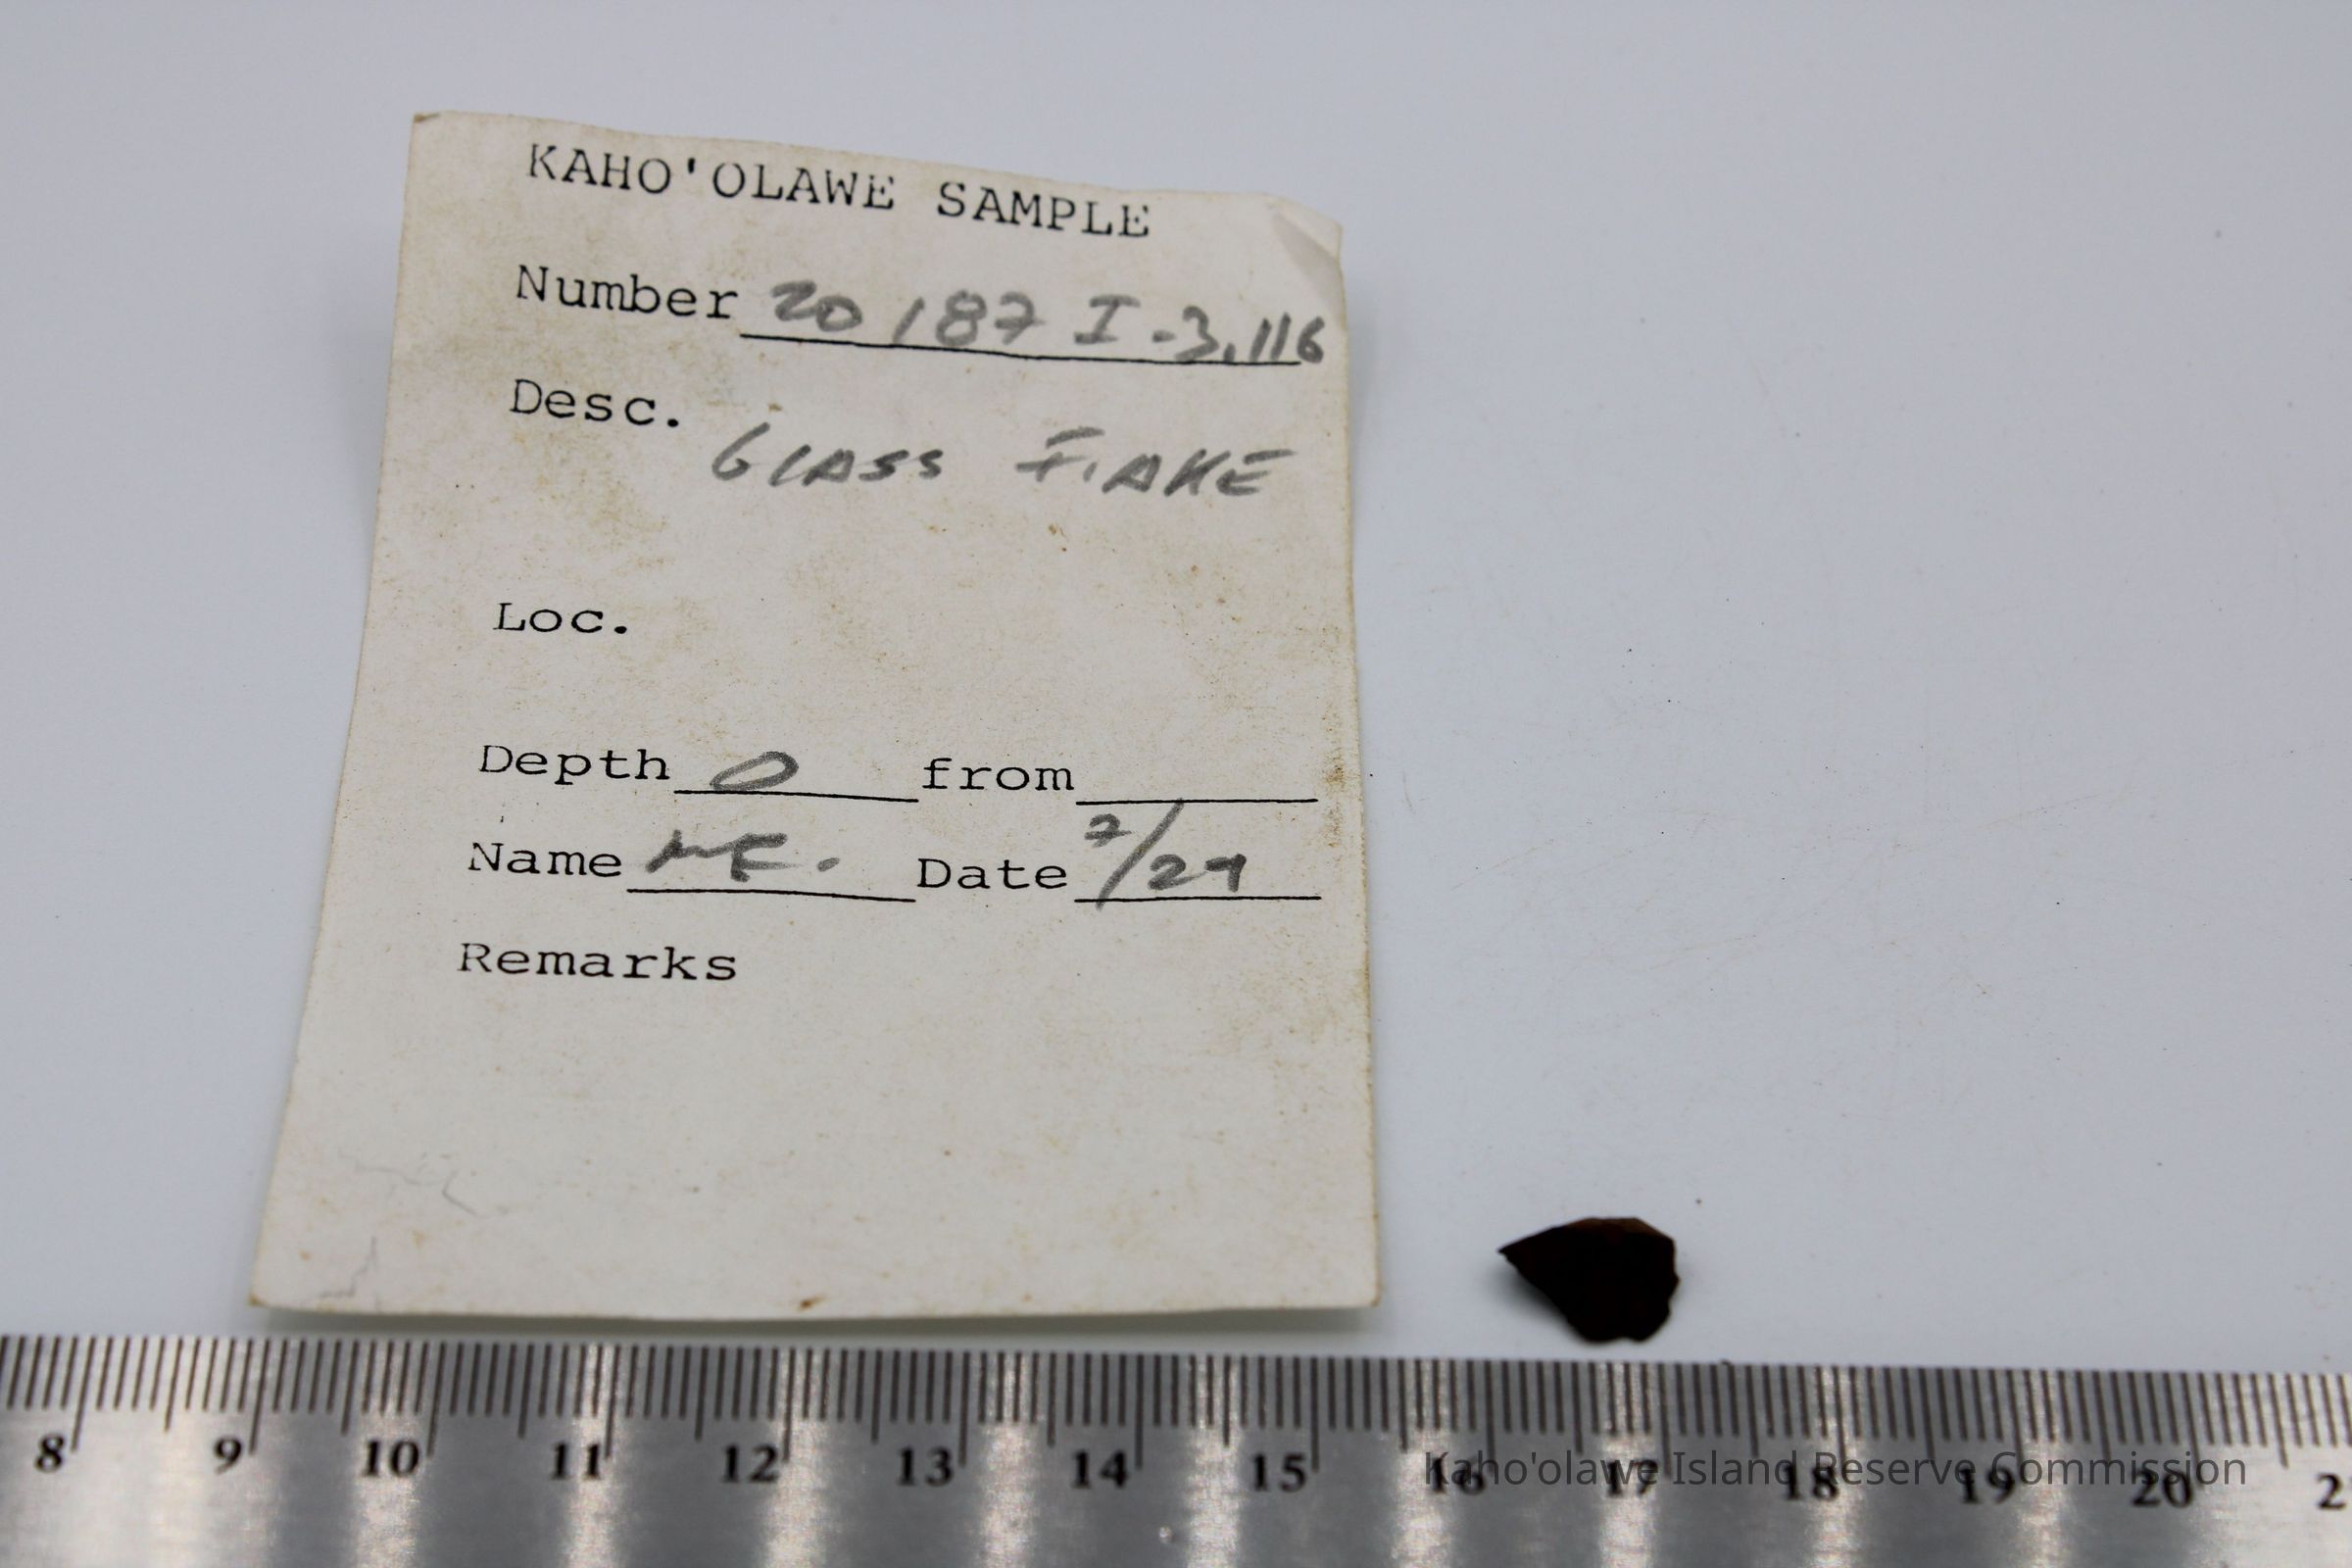 KAHO'OLAWE SAMPLE
Number 20187 I-3,116
Desc.
GLASS FLAKE
Loc.
Depth 0 from
Name Date 7/29
Remarks
8 9 10 11 12 13 14 15 16 17 18 19 20 2
Kaho'olawe Island Reserve Commission